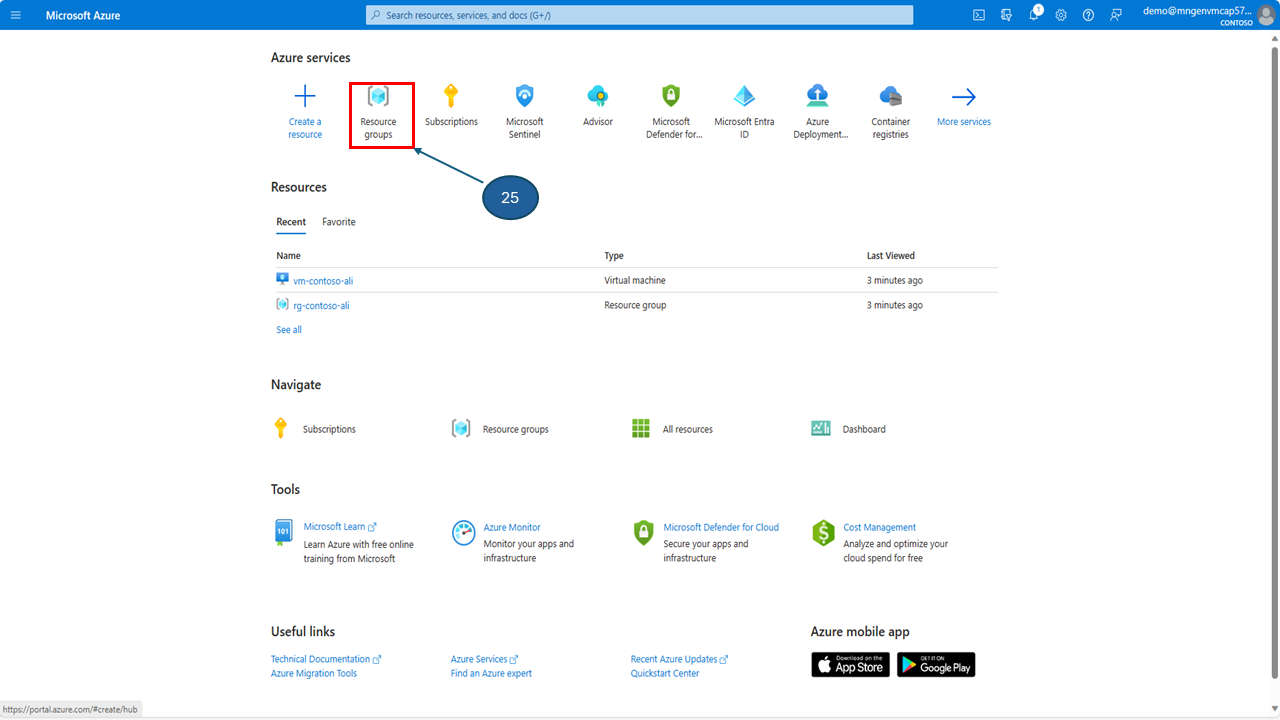 Microsoft Azure
Search resources, services, and docs (G+/)
1
demo@mngenvmcap57...
CONTOSO
Azure services
Create a
resource
Resource
groups
Subscriptions
Microsoft
Sentinel
Advisor
Microsoft
Defender for...
Microsoft Entra
ID
Azure
Deployment...
Container
registries
More services
25
Resources
Recent Favorite
Name Type Last Viewed
vm-contoso-ali Virtual machine 3 minutes ago
rg-contoso-ali Resource group 3 minutes ago
See all
Navigate
Subscriptions Resource groups All resources Dashboard
Tools
101
Microsoft Learn
Learn Azure with free online
training from Microsoft
Azure Monitor
Monitor your apps and
infrastructure
Microsoft Defender for Cloud
Secure your apps and
infrastructure
Cost Management
Analyze and optimize your
cloud spend for free
Useful links
Technical Documentation
Azure Migration Tools
Azure Services
Find an Azure expert
Recent Azure Updates
Quickstart Center
Azure mobile app
Download on the
App Store
GET IT ON
Google Play
https://portal.azure.com/#create/hub